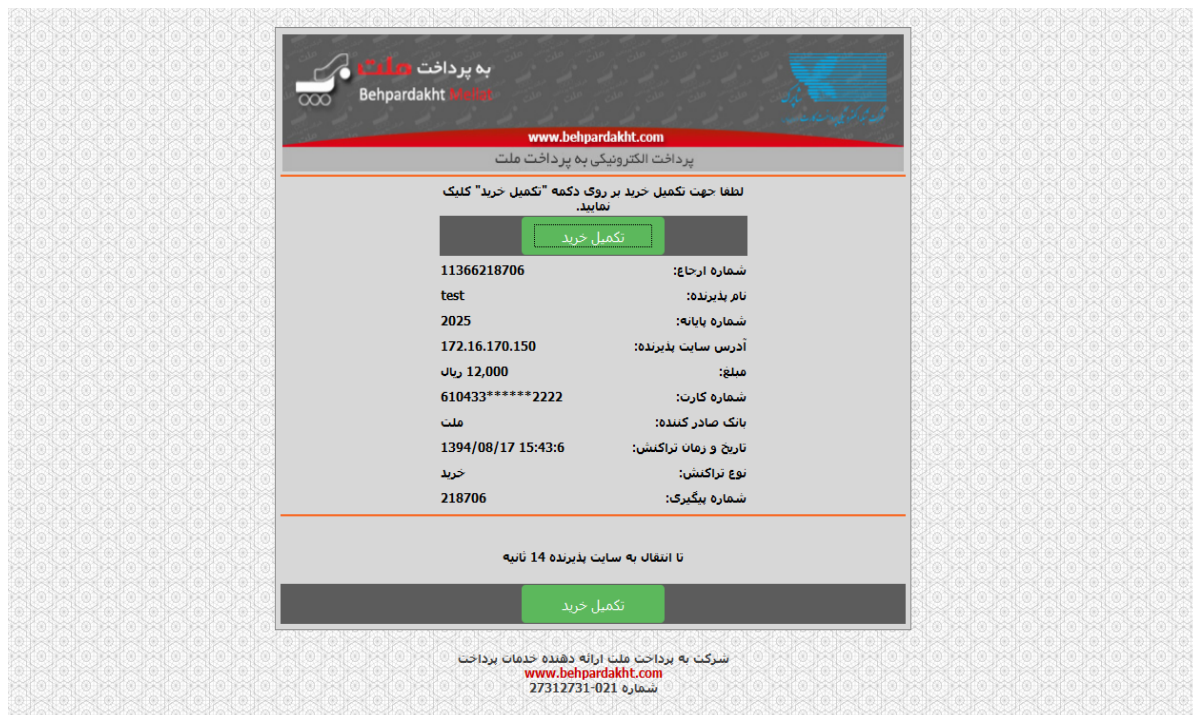 به پرداخت ملت
Behpardakht Mellat
www.behpardakht.com
پرداخت الکترونیکی به پرداخت ملت
لطفا جهت تکمیل خرید بر روی دکمه "تکمیل خرید" کلیک
نمایید.
تکمیل خرید
شماره ارجاع: 11366218706
نام پذیرنده: test
شماره پایانه: 2025
آدرس سایت پذیرنده: 172.16.170.150
مبلغ: 12,000 ریال
شماره کارت: 610433******2222
بانک صادر کننده: ملت
تاریخ و زمان تراکنش: 1394/08/17 15:43:6
نوع تراکنش: خرید
شماره پیگیری: 218706
تا انتقال به سایت پذیرنده 14 ثانیه
تکمیل خرید
شرکت به پرداخت ملت ارائه دهنده خدمات پرداخت
www.behpardakht.com
شماره 021-27312731